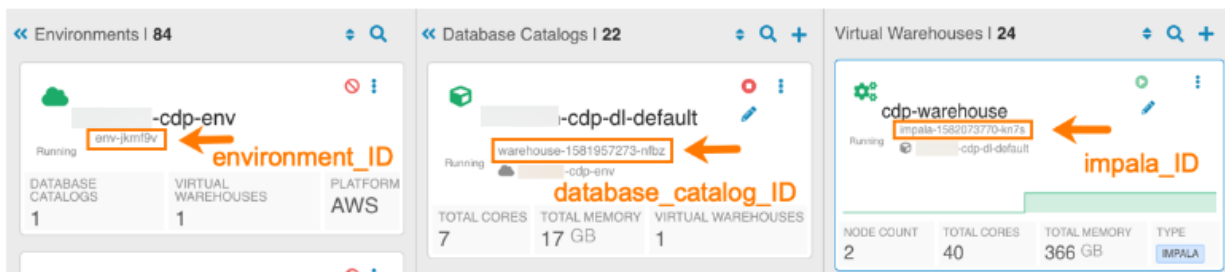 Environments | 84
-cdp-env
env-jkmf9v
Running
environment_ID
DATABASE CATALOGS
1
VIRTUAL WAREHOUSES
1
PLATFORM
AWS
Database Catalogs | 22
-cdp-dl-default
warehouse-1581957273-nfbz
Running
-cdp-env
database_catalog_ID
TOTAL CORES
7
TOTAL MEMORY
17 GB
VIRTUAL WAREHOUSES
1
Virtual Warehouses | 24
cdp-warehouse
impala-1582073770-kn7s
Running
-cdp-dl-default
impala_ID
NODE COUNT
2
TOTAL CORES
40
TOTAL MEMORY
366 GB
TYPE
IMPALA